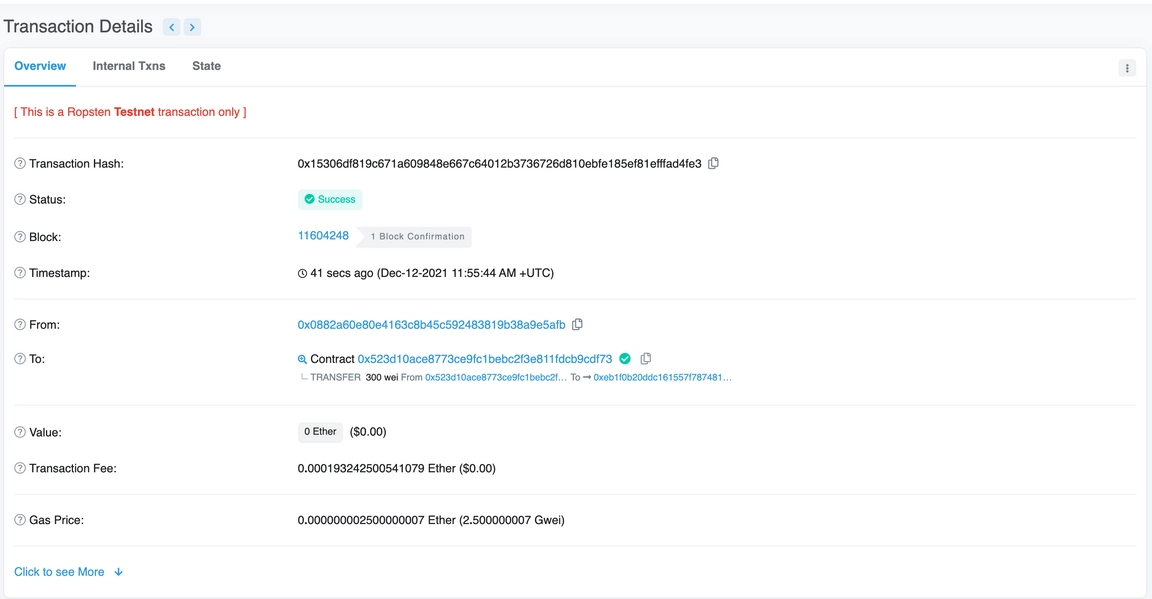 Transaction Details
Overview Internal Txns State
[ This is a Ropsten Testnet transaction only ]
Transaction Hash: 0x15306df819c671a609848e667c64012b3736726d810ebfe185ef81efffad4fe3
Status: Success
Block: 11604248 1 Block Confirmation
Timestamp: 41 secs ago (Dec-12-2021 11:55:44 AM +UTC)
From: 0x0882a60e80e4163c8b45c592483819b38a9e5afb
To: Contract 0x523d10ace8773ce9fc1bebc2f3e811fdcb9cdf73
TRANSFER 300 wei From 0x523d10ace8773ce9fc1bebc2f... To → 0xeb1f0b20ddc161557f787481...
Value: 0 Ether ($0.00)
Transaction Fee: 0.000193242500541079 Ether ($0.00)
Gas Price: 0.000000002500000007 Ether (2.500000007 Gwei)
Click to see More ↓